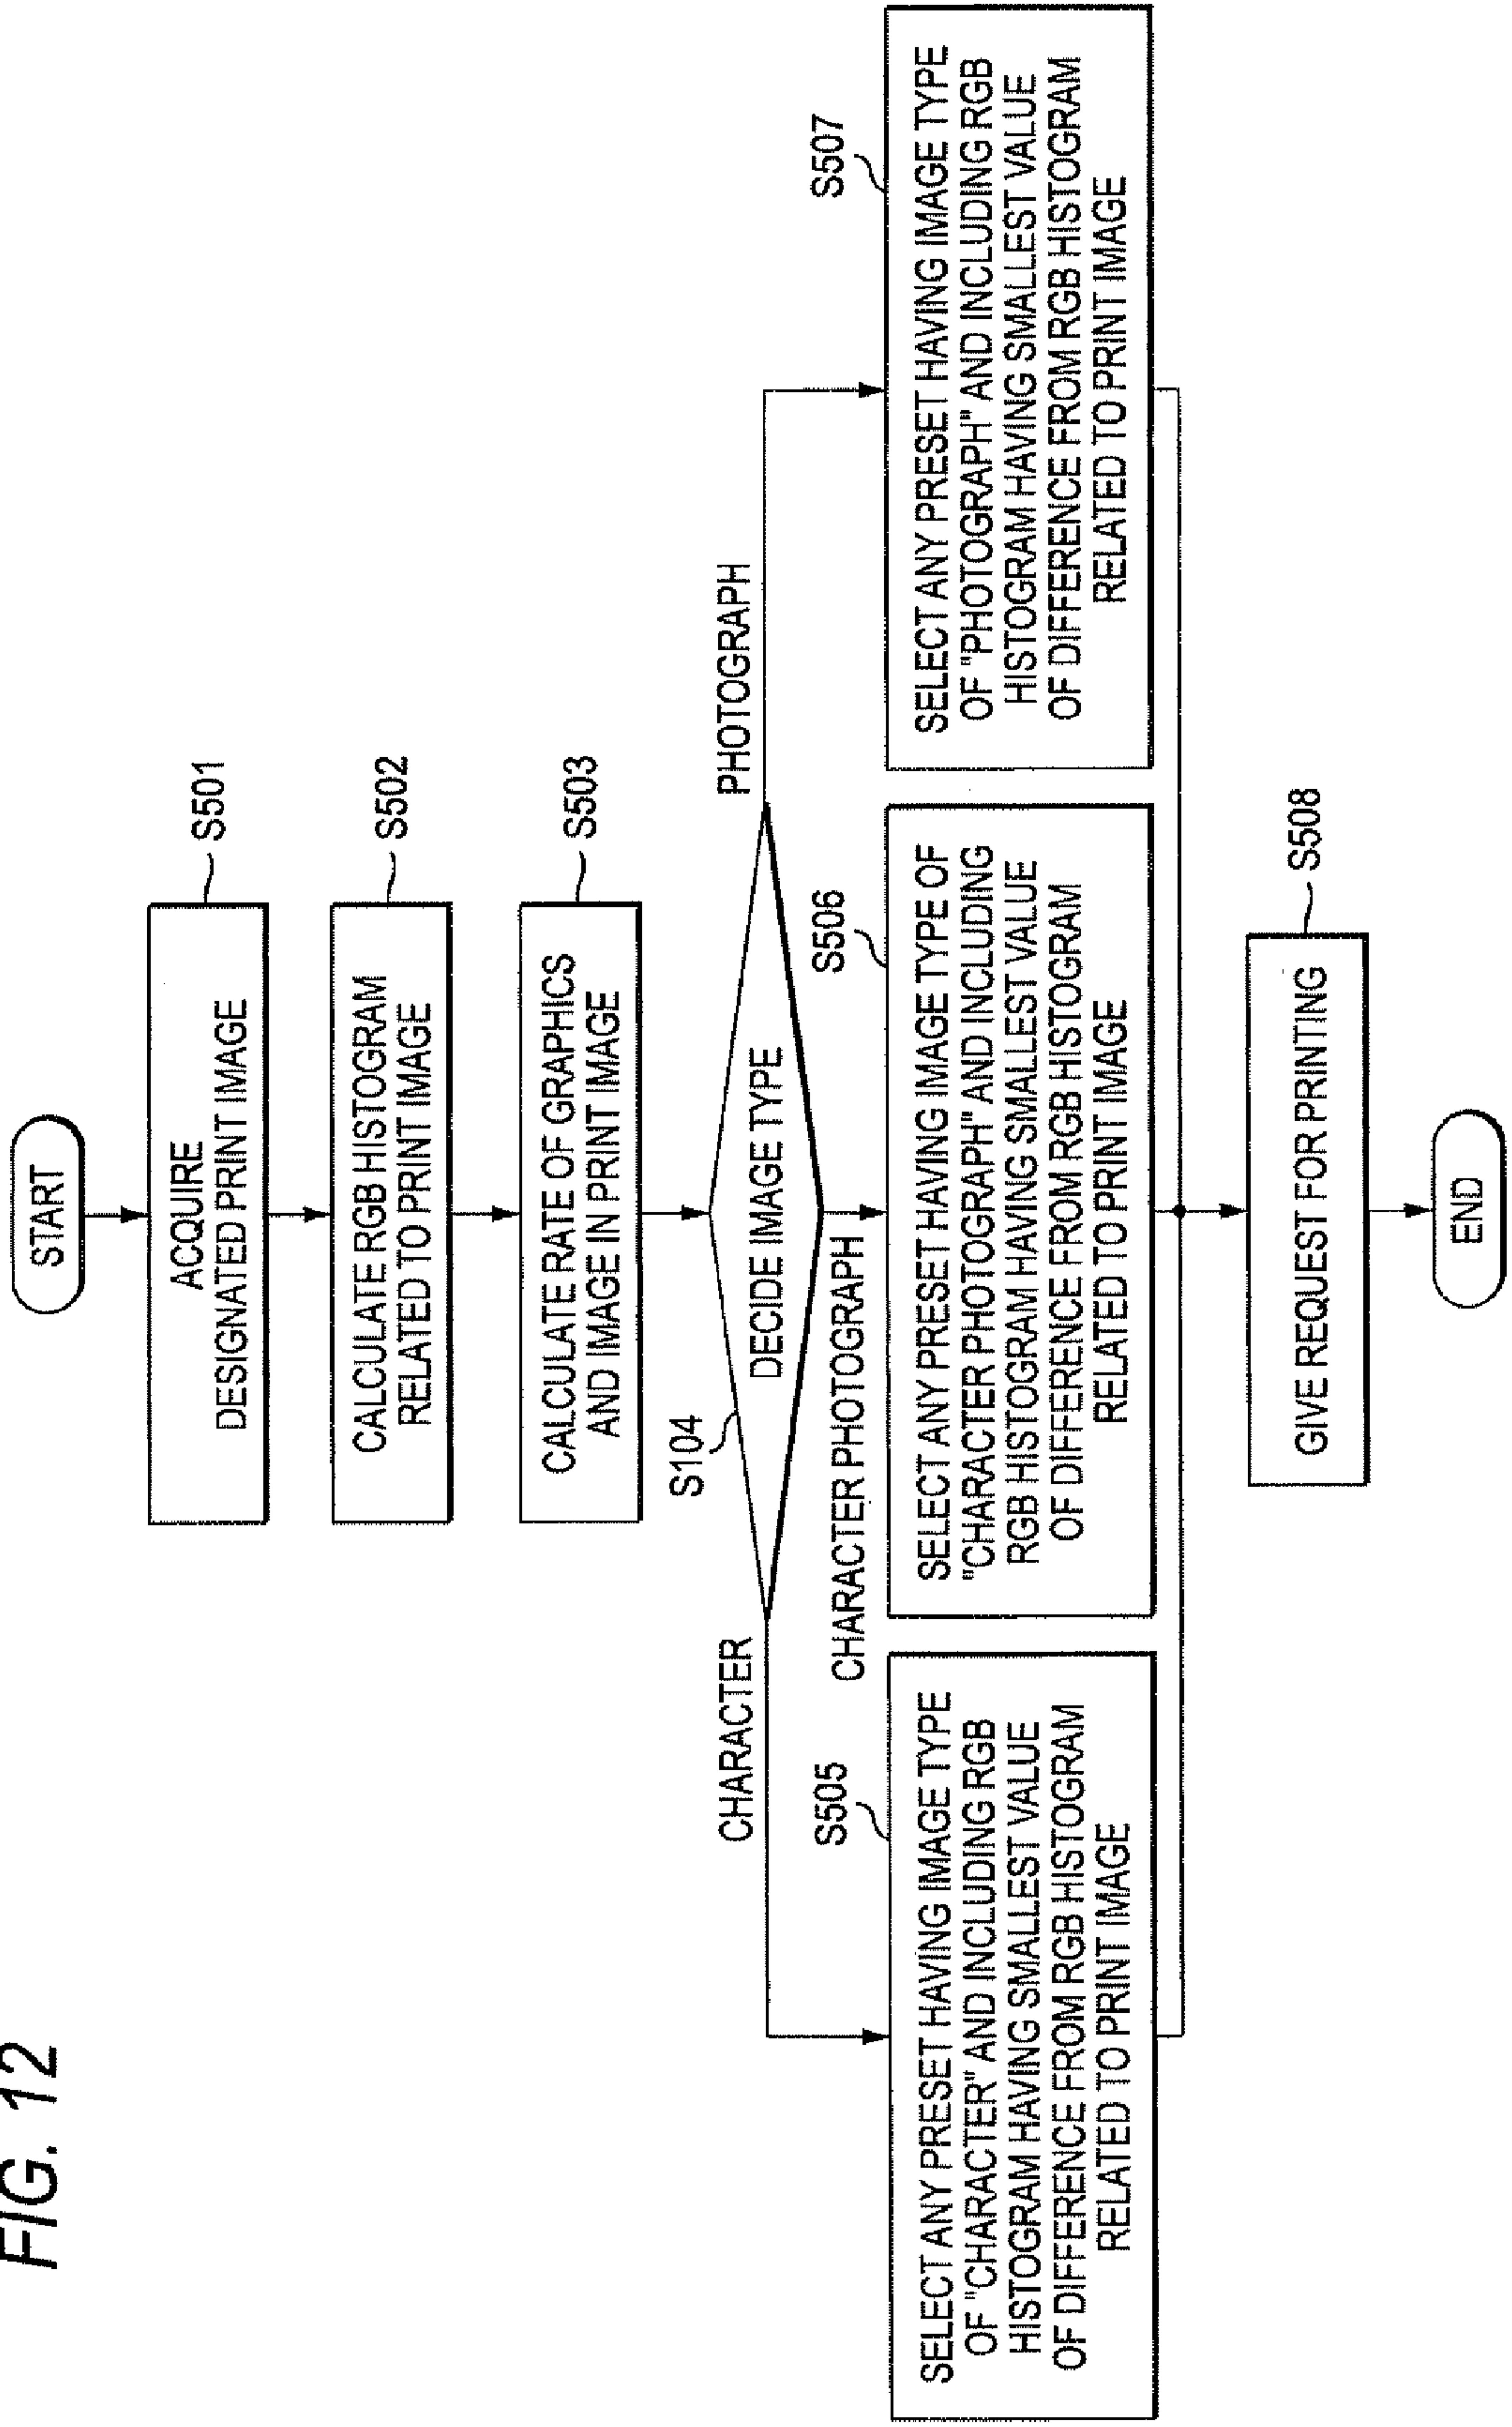 FIG. 12
START
S501
ACQUIRE
DESIGNATED PRINT IMAGE
S502
CALCULATE RGB HISTOGRAM
RELATED TO PRINT IMAGE
S503
CALCULATE RATE OF GRAPHICS
AND IMAGE IN PRINT IMAGE
S104
DECIDE IMAGE TYPE
CHARACTER
CHARACTER PHOTOGRAPH
PHOTOGRAPH
S505
SELECT ANY PRESET HAVING IMAGE TYPE
OF "CHARACTER" AND INCLUDING RGB
HISTOGRAM HAVING SMALLEST VALUE
OF DIFFERENCE FROM RGB HISTOGRAM
RELATED TO PRINT IMAGE
S506
SELECT ANY PRESET HAVING IMAGE TYPE OF
"CHARACTER PHOTOGRAPH" AND INCLUDING
RGB HISTOGRAM HAVING SMALLEST VALUE
OF DIFFERENCE FROM RGB HISTOGRAM
RELATED TO PRINT IMAGE
S507
SELECT ANY PRESET HAVING IMAGE TYPE
OF "PHOTOGRAPH" AND INCLUDING RGB
HISTOGRAM HAVING SMALLEST VALUE
OF DIFFERENCE FROM RGB HISTOGRAM
RELATED TO PRINT IMAGE
S508
GIVE REQUEST FOR PRINTING
END